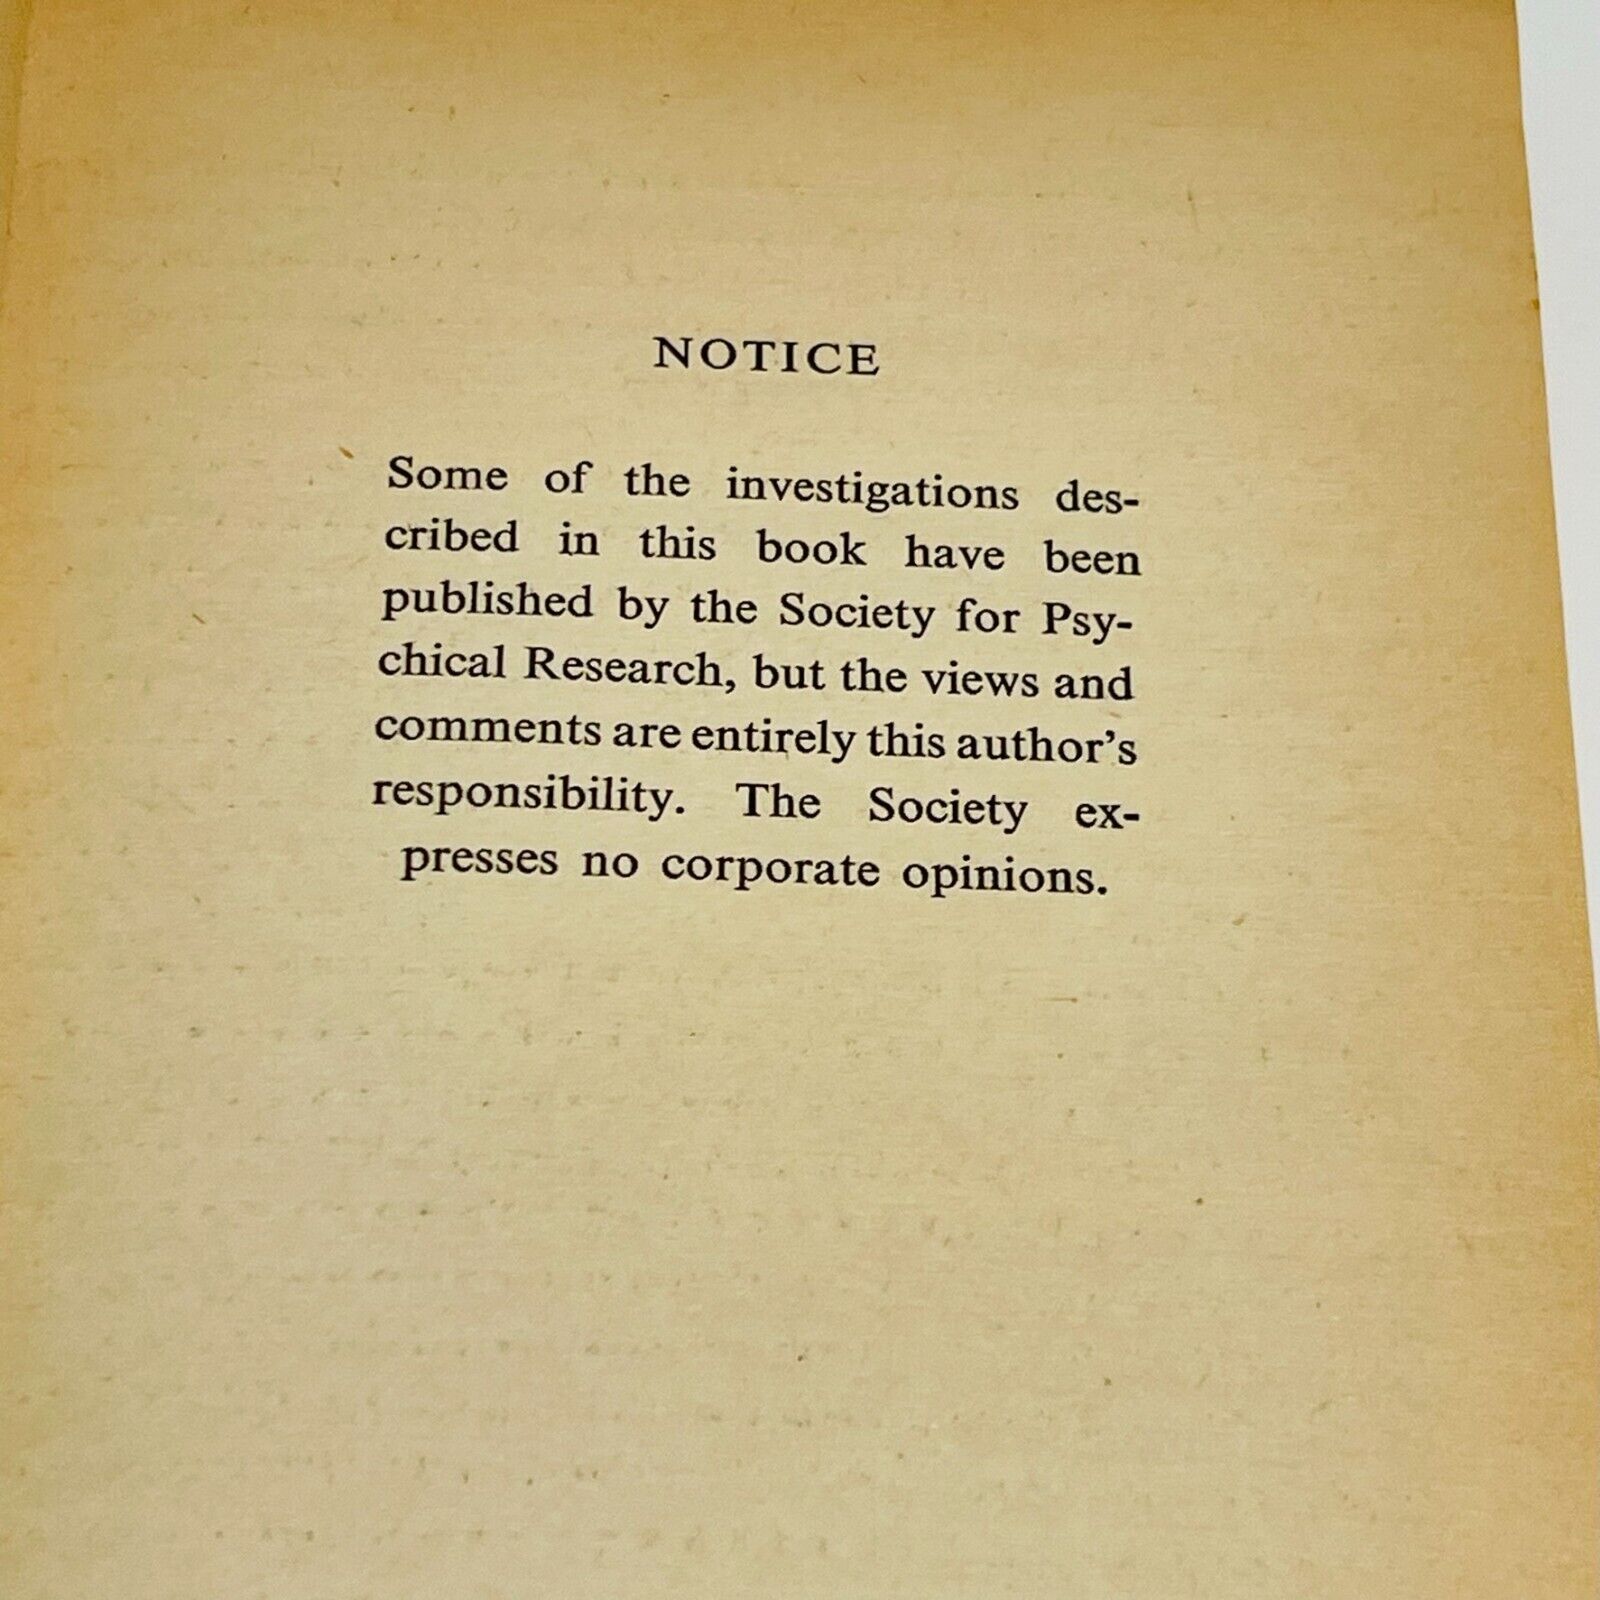 NOTICE
Some of the investigations des-
cribed in this book have been
published by the Society for Psy-
chical Research, but the views and
comments are entirely this author's
responsibility. The Society ex-
presses no corporate opinions.